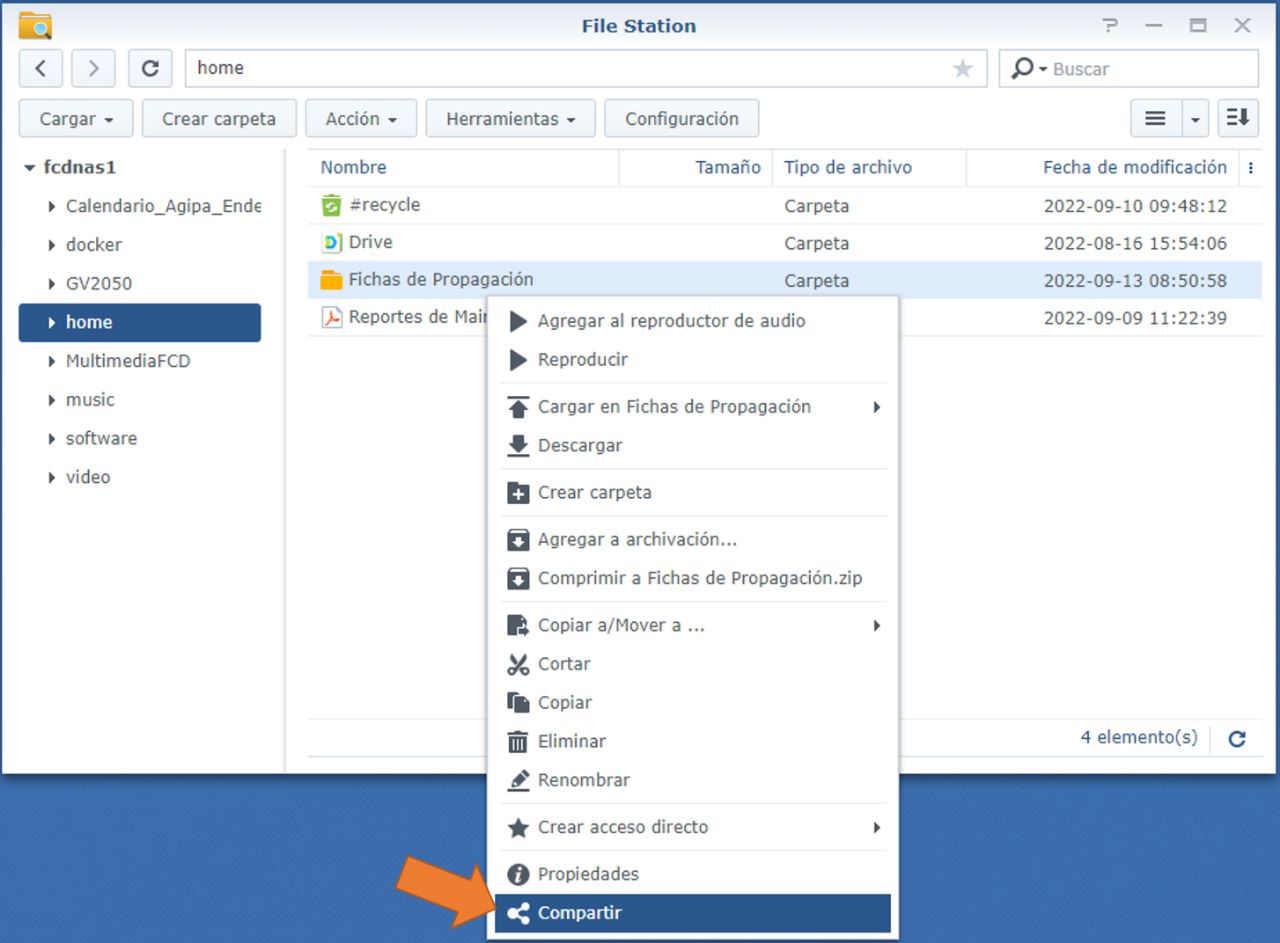 File Station
home
Buscar
Cargar
Crear carpeta
Acción
Herramientas
Configuración
fcdnas1
Calendario_Agipa_Ende
docker
GV2050
home
MultimediaFCD
music
software
video
Nombre Tamaño Tipo de archivo Fecha de modificación
#recycle Carpeta 2022-09-10 09:48:12
Drive Carpeta 2022-08-16 15:54:06
Fichas de Propagación Carpeta 2022-09-13 08:50:58
Reportes de Mair 2022-09-09 11:22:39
Agregar al reproductor de audio
Reproducir
Cargar en Fichas de Propagación
Descargar
Crear carpeta
Agregar a archivación...
Comprimir a Fichas de Propagación.zip
Copiar a/Mover a ...
Cortar
Copiar
Eliminar
Renombrar
Crear acceso directo
Propiedades
Compartir
4 elemento(s)